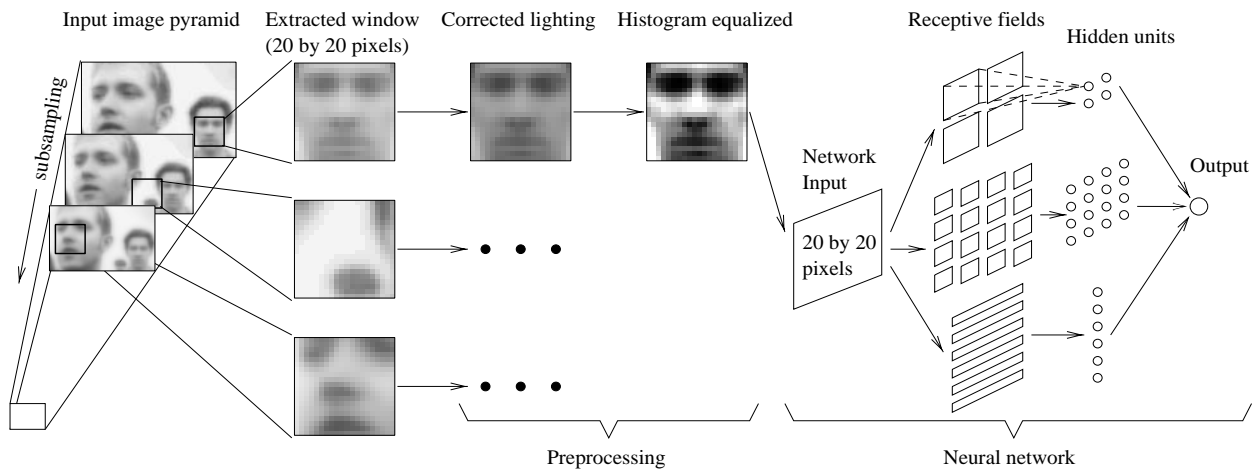 Input image pyramid
Extracted window
(20 by 20 pixels)
Corrected lighting
Histogram equalized
Receptive fields
Hidden units
subsampling
Network
Input
Output
20 by 20
pixels
Preprocessing
Neural network